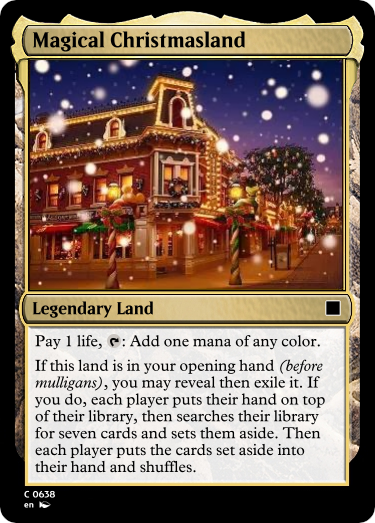 Magical Christmasland
Legendary Land
Pay 1 life, : Add one mana of any color.
If this land is in your opening hand (before
mulligans), you may reveal then exile it. If
you do, each player puts their hand on top
of their library, then searches their library
for seven cards and sets them aside. Then
each player puts the cards set aside into
their hand and shuffles.
C 0638
en